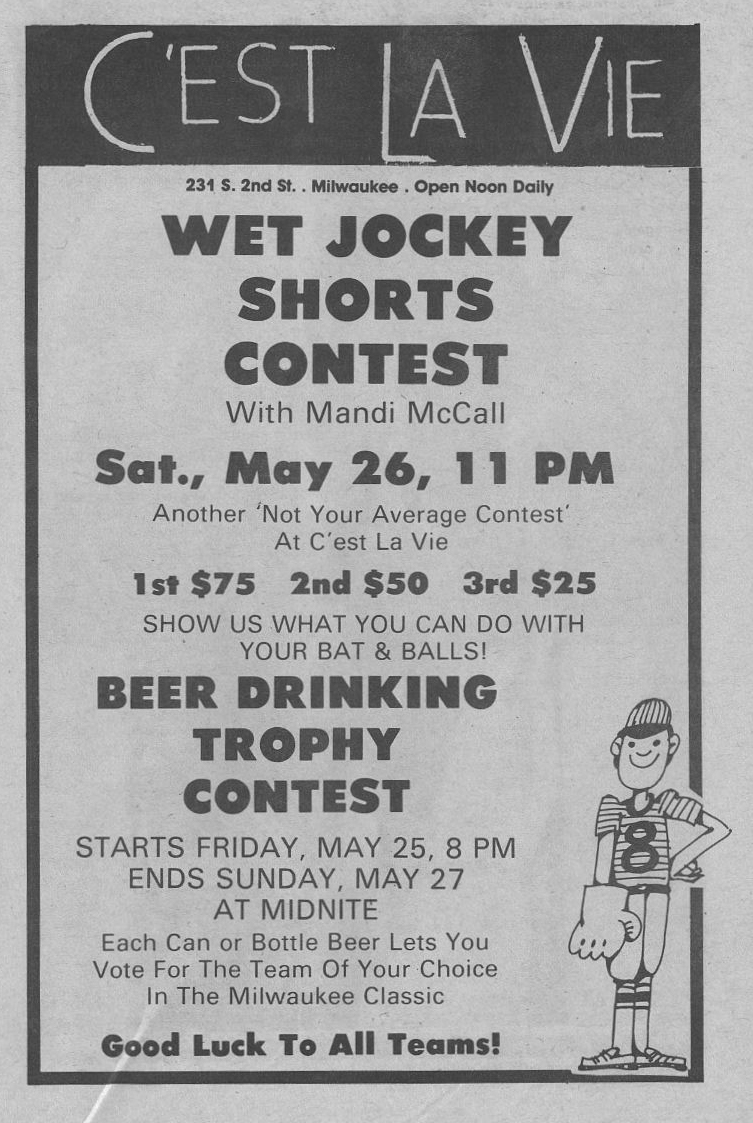 C'EST LA VIE
231 S. 2nd St. . Milwaukee . Open Noon Daily
WET JOCKEY
SHORTS
CONTEST
With Mandi McCall
Sat., May 26, 11 PM
Another 'Not Your Average Contest'
At C'est La Vie
1st $75 2nd $50 3rd $25
SHOW US WHAT YOU CAN DO WITH
YOUR BAT & BALLS!
BEER DRINKING
TROPHY
CONTEST
STARTS FRIDAY, MAY 25, 8 PM
ENDS SUNDAY, MAY 27
AT MIDNITE
Each Can or Bottle Beer Lets You
Vote For The Team Of Your Choice
In The Milwaukee Classic
Good Luck To All Teams!
8